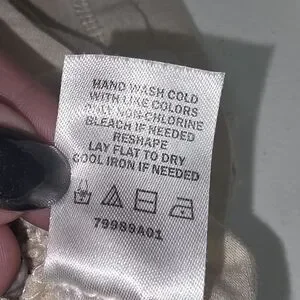 HAND WASH COLD
WITH LIKE COLORS
ONLY NON-CHLORINE
BLEACH IF NEEDED
RESHAPE
LAY FLAT TO DRY
COOL IRON IF NEEDED
79989A01